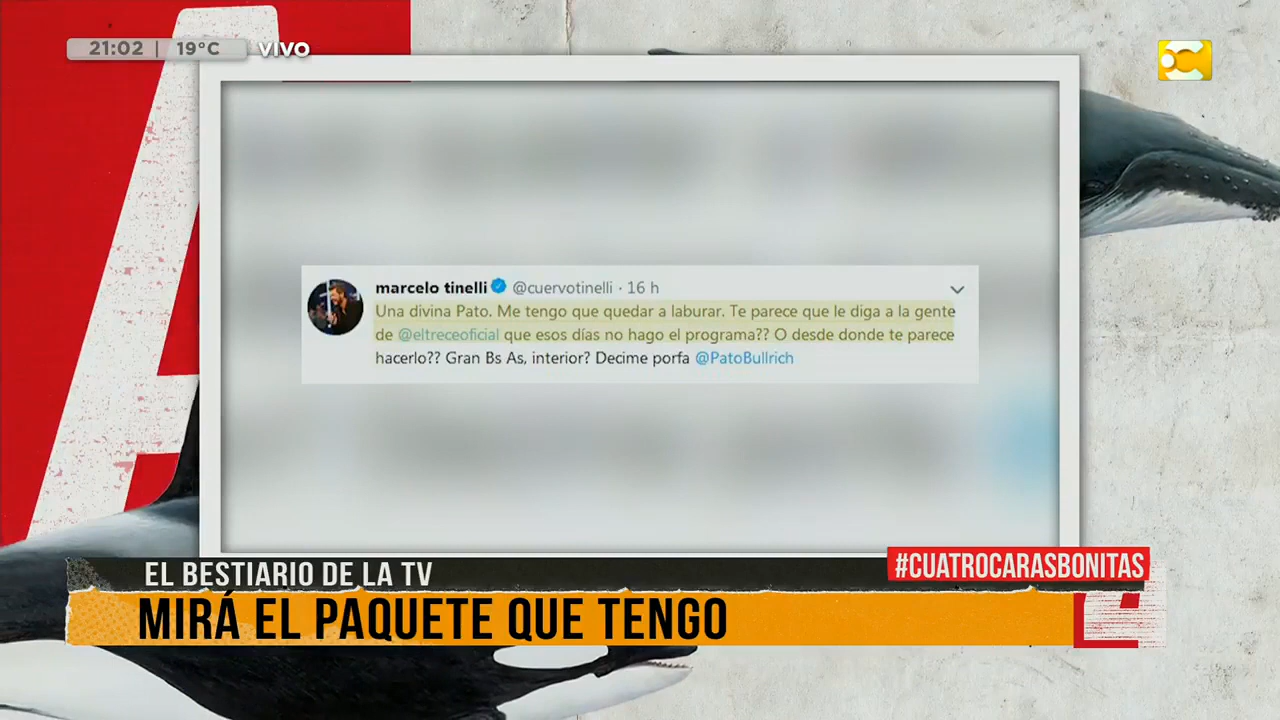 21:02 | 19°C VIVO
marcelo tinelli @cuervotinelli · 16 h
Una divina Pato. Me tengo que quedar a laburar. Te parece que le diga a la gente
de @eltreceoficial que esos días no hago el programa?? O desde donde te parece
hacerlo?? Gran Bs As, interior? Decime porfa @PatoBullrich
#CUATROCARASBONITAS
EL BESTIARIO DE LA TV
MIRÁ EL PAQUETE QUE TENGO